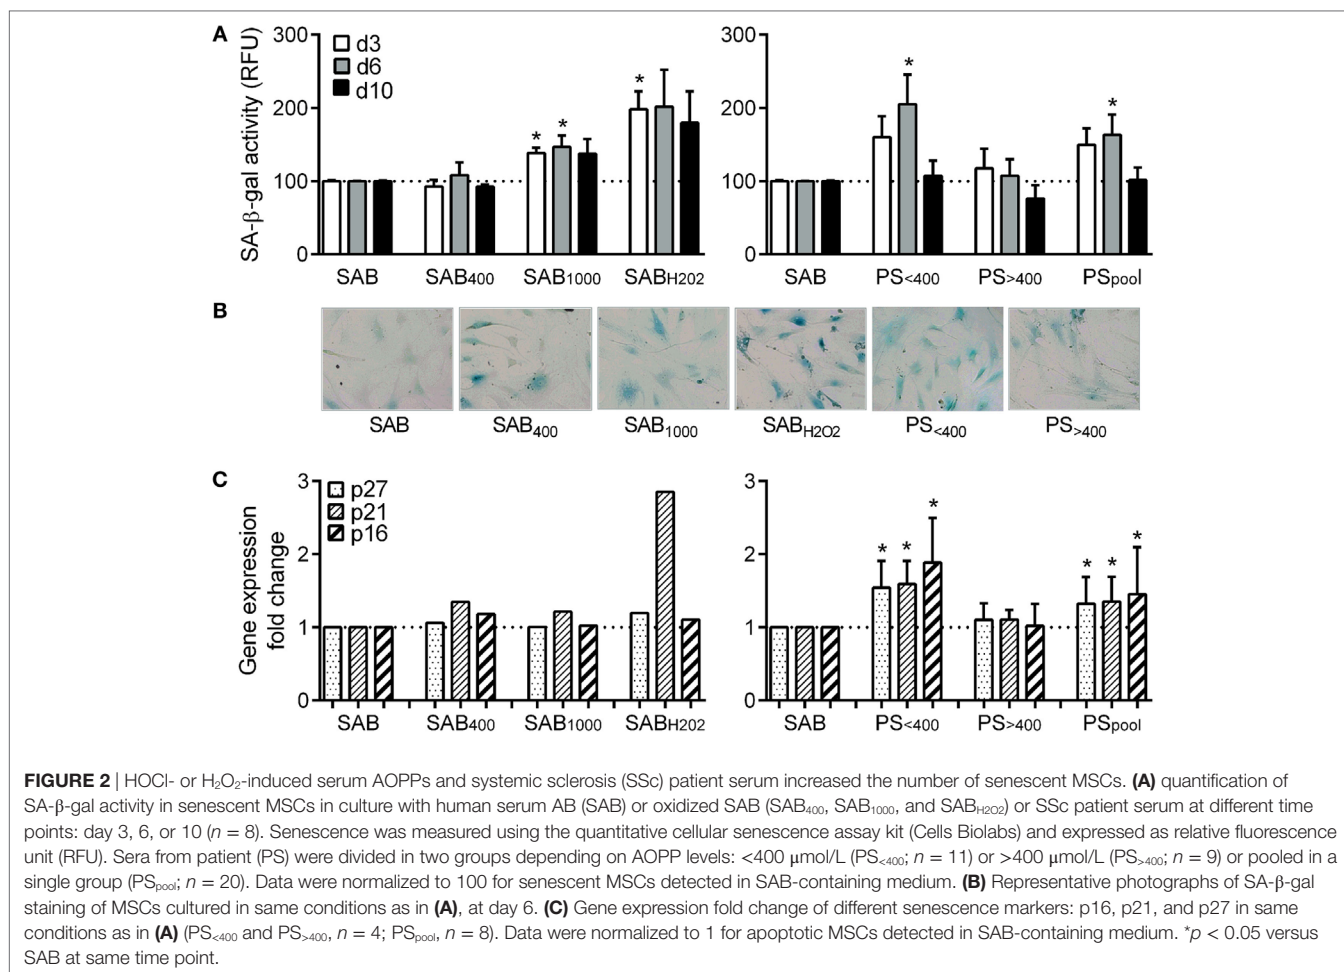 A
SA-β-gal activity (RFU)
300
200
100
0
d3
d6
d10
*
*
*
SAB
SAB400
SAB1000
SABH202
300
200
100
0
*
*
SAB
PS<400
PS>400
PSpool
B
SAB
SAB400
SAB1000
SABH2O2
PS<400
PS>400
C
Gene expression
fold change
3
2
1
0
p27
p21
p16
SAB
SAB400
SAB1000
SABH202
3
2
1
0
*
*
*
*
*
*
SAB
PS<400
PS>400
PSpool
FIGURE 2 | HOCl- or H₂O₂-induced serum AOPPs and systemic sclerosis (SSc) patient serum increased the number of senescent MSCs. (A) quantification of
SA-β-gal activity in senescent MSCs in culture with human serum AB (SAB) or oxidized SAB (SAB₄₀₀, SAB₁₀₀₀, and SABH₂O₂) or SSc patient serum at different time
points: day 3, 6, or 10 (n = 8). Senescence was measured using the quantitative cellular senescence assay kit (Cells Biolabs) and expressed as relative fluorescence
unit (RFU). Sera from patient (PS) were divided in two groups depending on AOPP levels: <400 μmol/L (PS<400; n = 11) or >400 μmol/L (PS>400; n = 9) or pooled in a
single group (PSpool; n = 20). Data were normalized to 100 for senescent MSCs detected in SAB-containing medium. (B) Representative photographs of SA-β-gal
staining of MSCs cultured in same conditions as in (A), at day 6. (C) Gene expression fold change of different senescence markers: p16, p21, and p27 in same
conditions as in (A) (PS<400 and PS>400, n = 4; PSpool, n = 8). Data were normalized to 1 for apoptotic MSCs detected in SAB-containing medium. *p < 0.05 versus
SAB at same time point.